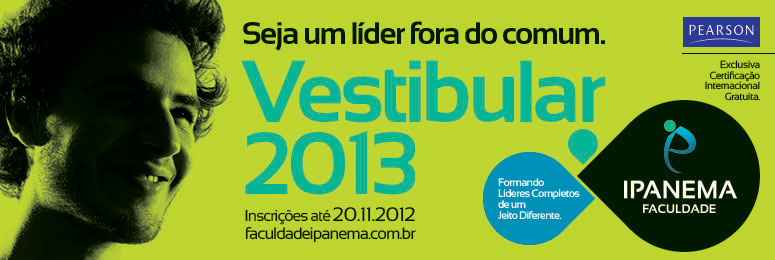 Seja um líder fora do comum.
Vestibular
2013
Inscrições até 20.11.2012
faculdadeipanema.com.br
PEARSON
Exclusiva
Certificação
Internacional
Gratuita.
Formando
Líderes Completos
de um
Jeito Diferente.
IPANEMA
FACULDADE